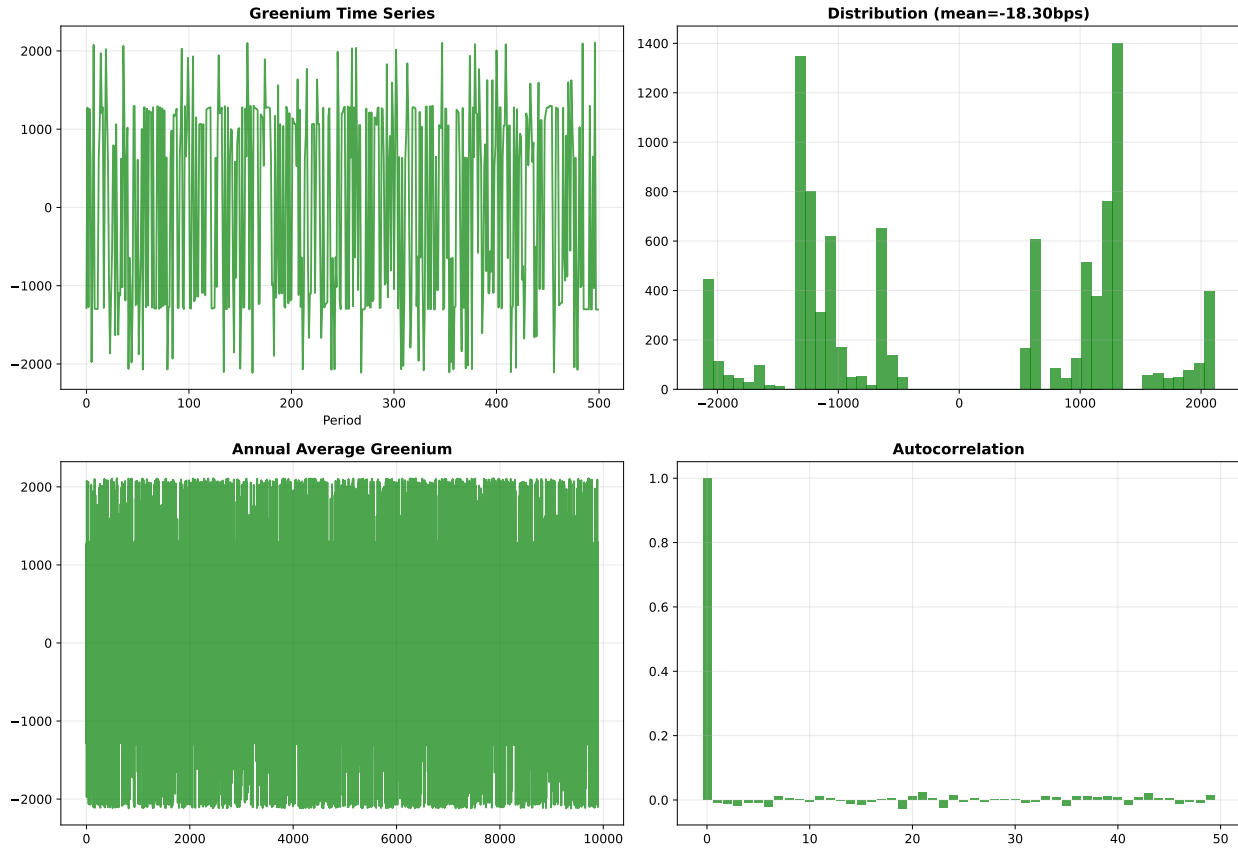 Greenium Time Series
2000
1000
0
−1000
−2000
0 100 200 300 400 500
Period
Distribution (mean=-18.30bps)
1400
1200
1000
800
600
400
200
0
−2000 −1000 0 1000 2000
Annual Average Greenium
2000
1000
0
−1000
−2000
0 2000 4000 6000 8000 10000
Autocorrelation
1.0
0.8
0.6
0.4
0.2
0.0
0 10 20 30 40 50